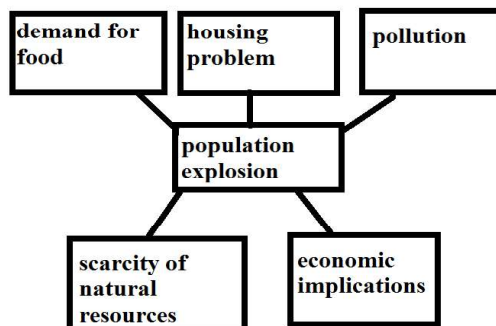 demand for
food
housing
problem
pollution
population
explosion
scarcity of
natural
resources
economic
implications